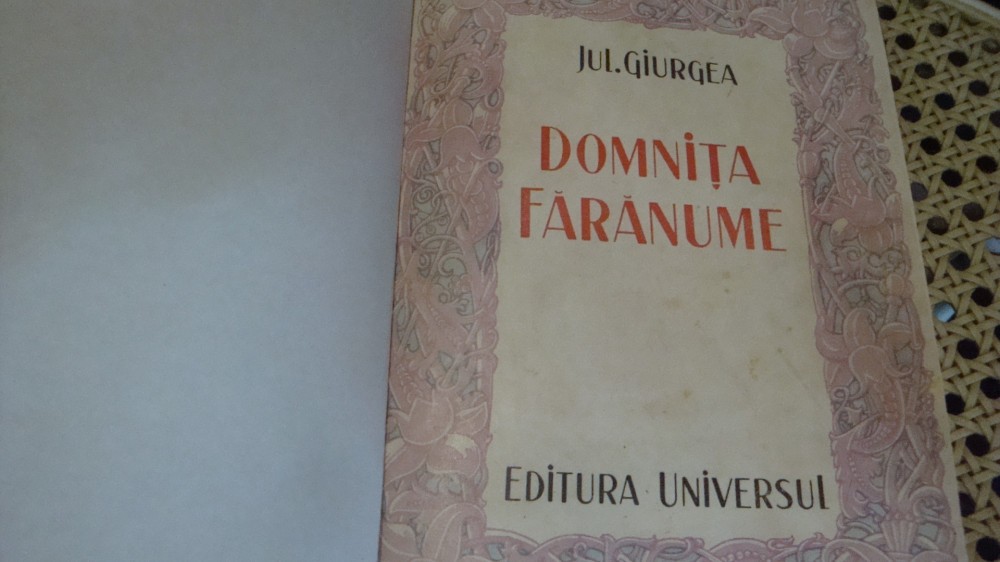 JUL. GIURGEA
DOMNIȚA
FĂRĂNUME
EDITURA UNIVERSUL